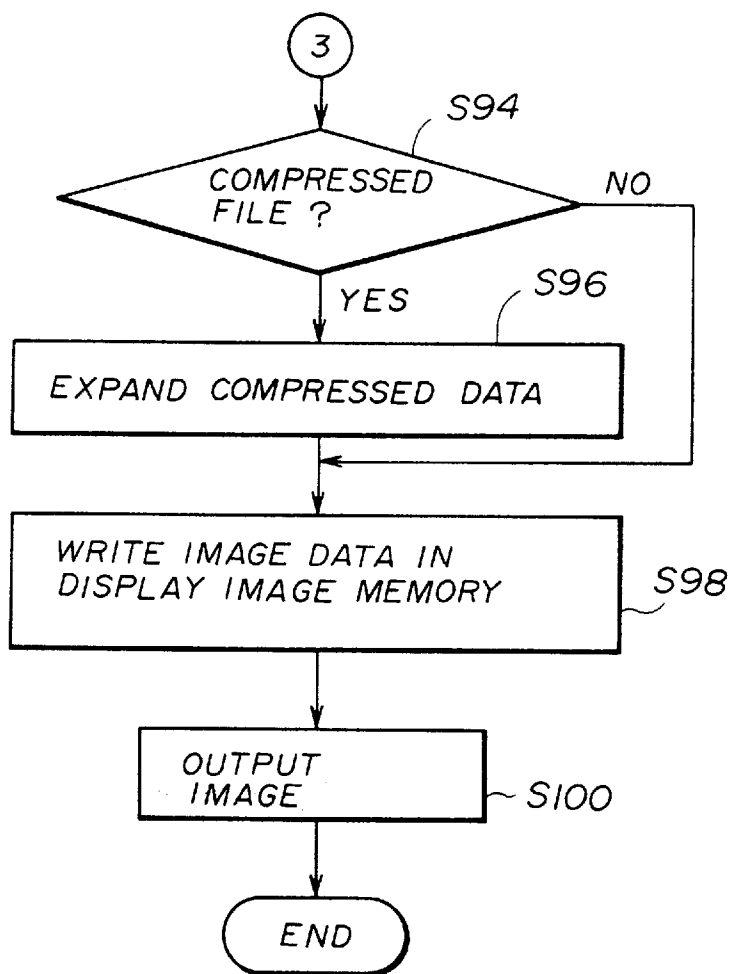 3
S94
COMPRESSED
FILE ?
NO
YES
S96
EXPAND COMPRESSED DATA
WRITE IMAGE DATA IN
DISPLAY IMAGE MEMORY
S98
OUTPUT
IMAGE
S100
END